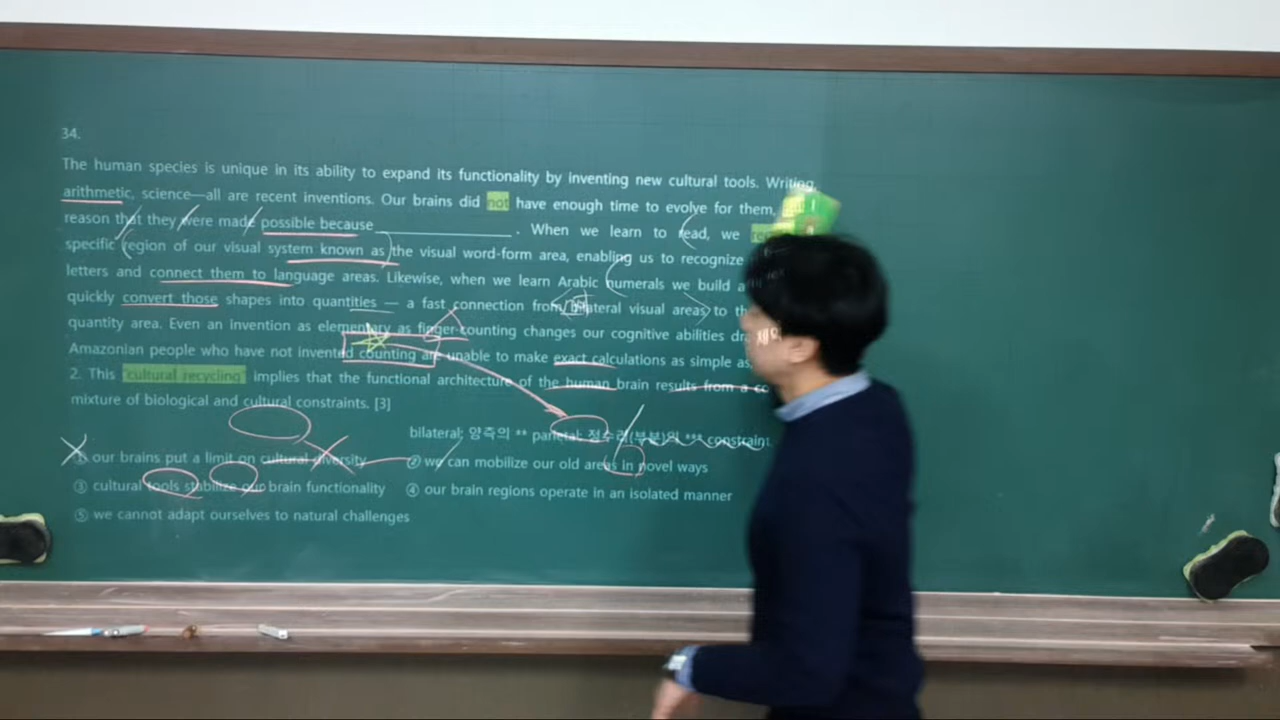 34.
The human species is unique in its ability to expand its functionality by inventing new cultural tools. Writing,
arithmetic, science—all are recent inventions. Our brains did not have enough time to evolve for them,
reason that they were made possible because ____________. When we learn to read, we
specific region of our visual system known as the visual word-form area, enabling us to recognize
letters and connect them to language areas. Likewise, when we learn Arabic numerals we build a
quickly convert those shapes into quantities — a fast connection from bilateral visual areas to the
quantity area. Even an invention as elementary as finger-counting changes our cognitive abilities
Amazonian people who have not invented counting are unable to make exact calculations as simple as
2. This 'cultural recycling' implies that the functional architecture of the human brain results from a
mixture of biological and cultural constraints. [3]
bilateral: 양측의 ** parietal: 정수리(부분)의 *** constraint
① our brains put a limit on cultural diversity ② we can mobilize our old areas in novel ways
③ cultural tools stabilize our brain functionality ④ our brain regions operate in an isolated manner
⑤ we cannot adapt ourselves to natural challenges